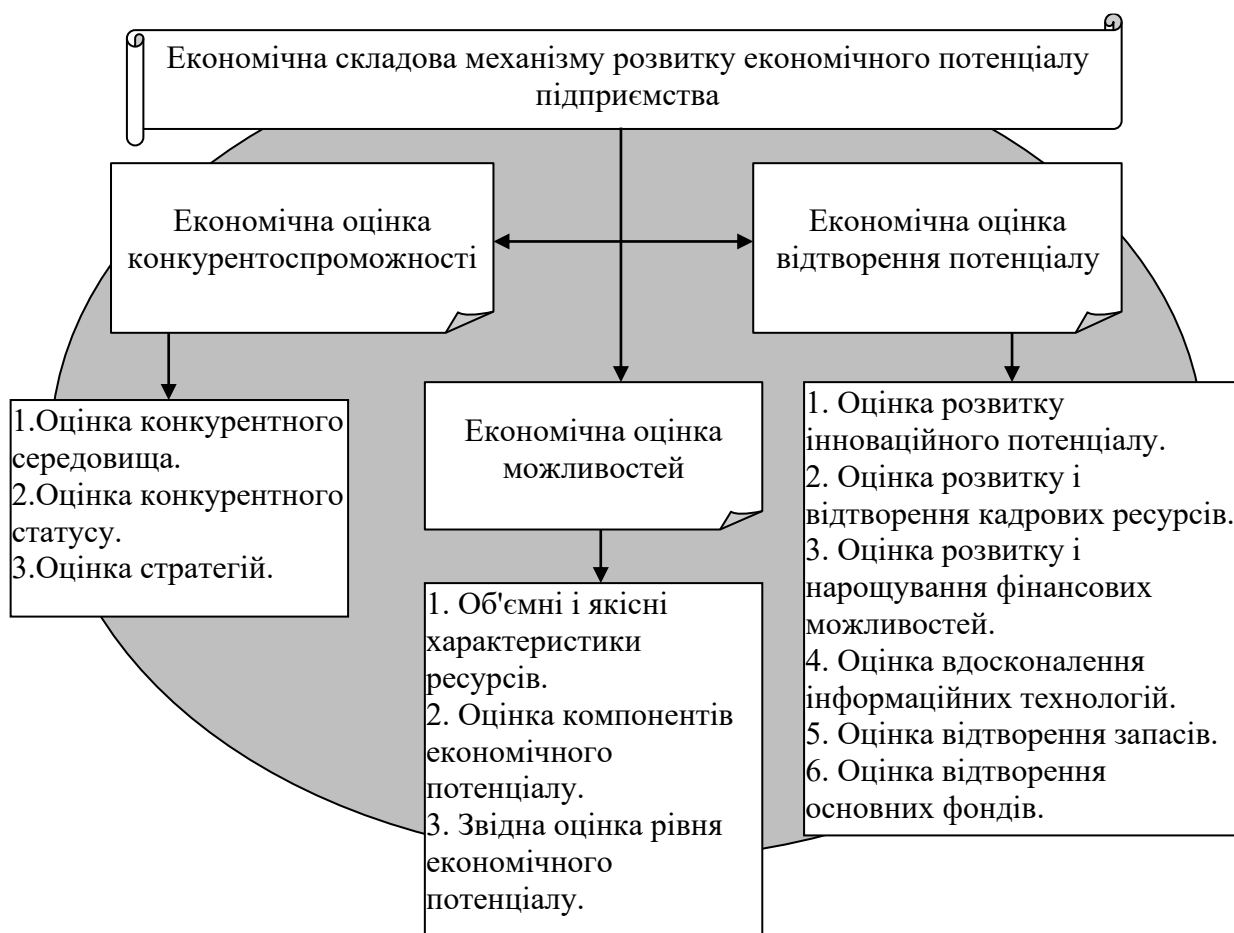 Економічна складова механізму розвитку економічного потенціалу
підприємства
Економічна оцінка
конкурентоспроможності
Економічна оцінка
відтворення потенціалу
1.Оцінка конкурентного
середовища.
2.Оцінка конкурентного
статусу.
3.Оцінка стратегій.
Економічна оцінка
можливостей
1. Об'ємні і якісні
характеристики
ресурсів.
2. Оцінка компонентів
економічного
потенціалу.
3. Звідна оцінка рівня
економічного
потенціалу.
1. Оцінка розвитку
інноваційного потенціалу.
2. Оцінка розвитку і
відтворення кадрових ресурсів.
3. Оцінка розвитку і
нарощування фінансових
можливостей.
4. Оцінка вдосконалення
інформаційних технологій.
5. Оцінка відтворення запасів.
6. Оцінка відтворення
основних фондів.